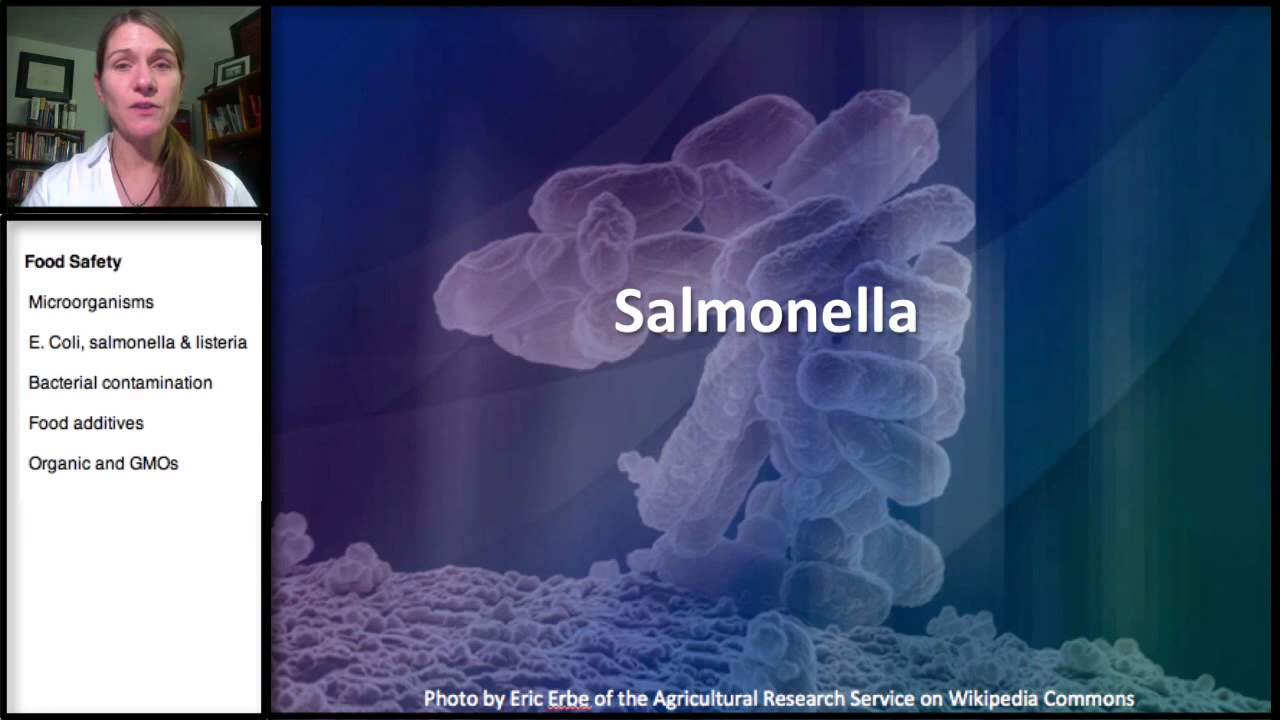 Food Safety
Microorganisms
E. Coli, salmonella & listeria
Bacterial contamination
Food additives
Organic and GMOs
Salmonella
Photo by Eric Erbe of the Agricultural Research Service on Wikipedia Commons